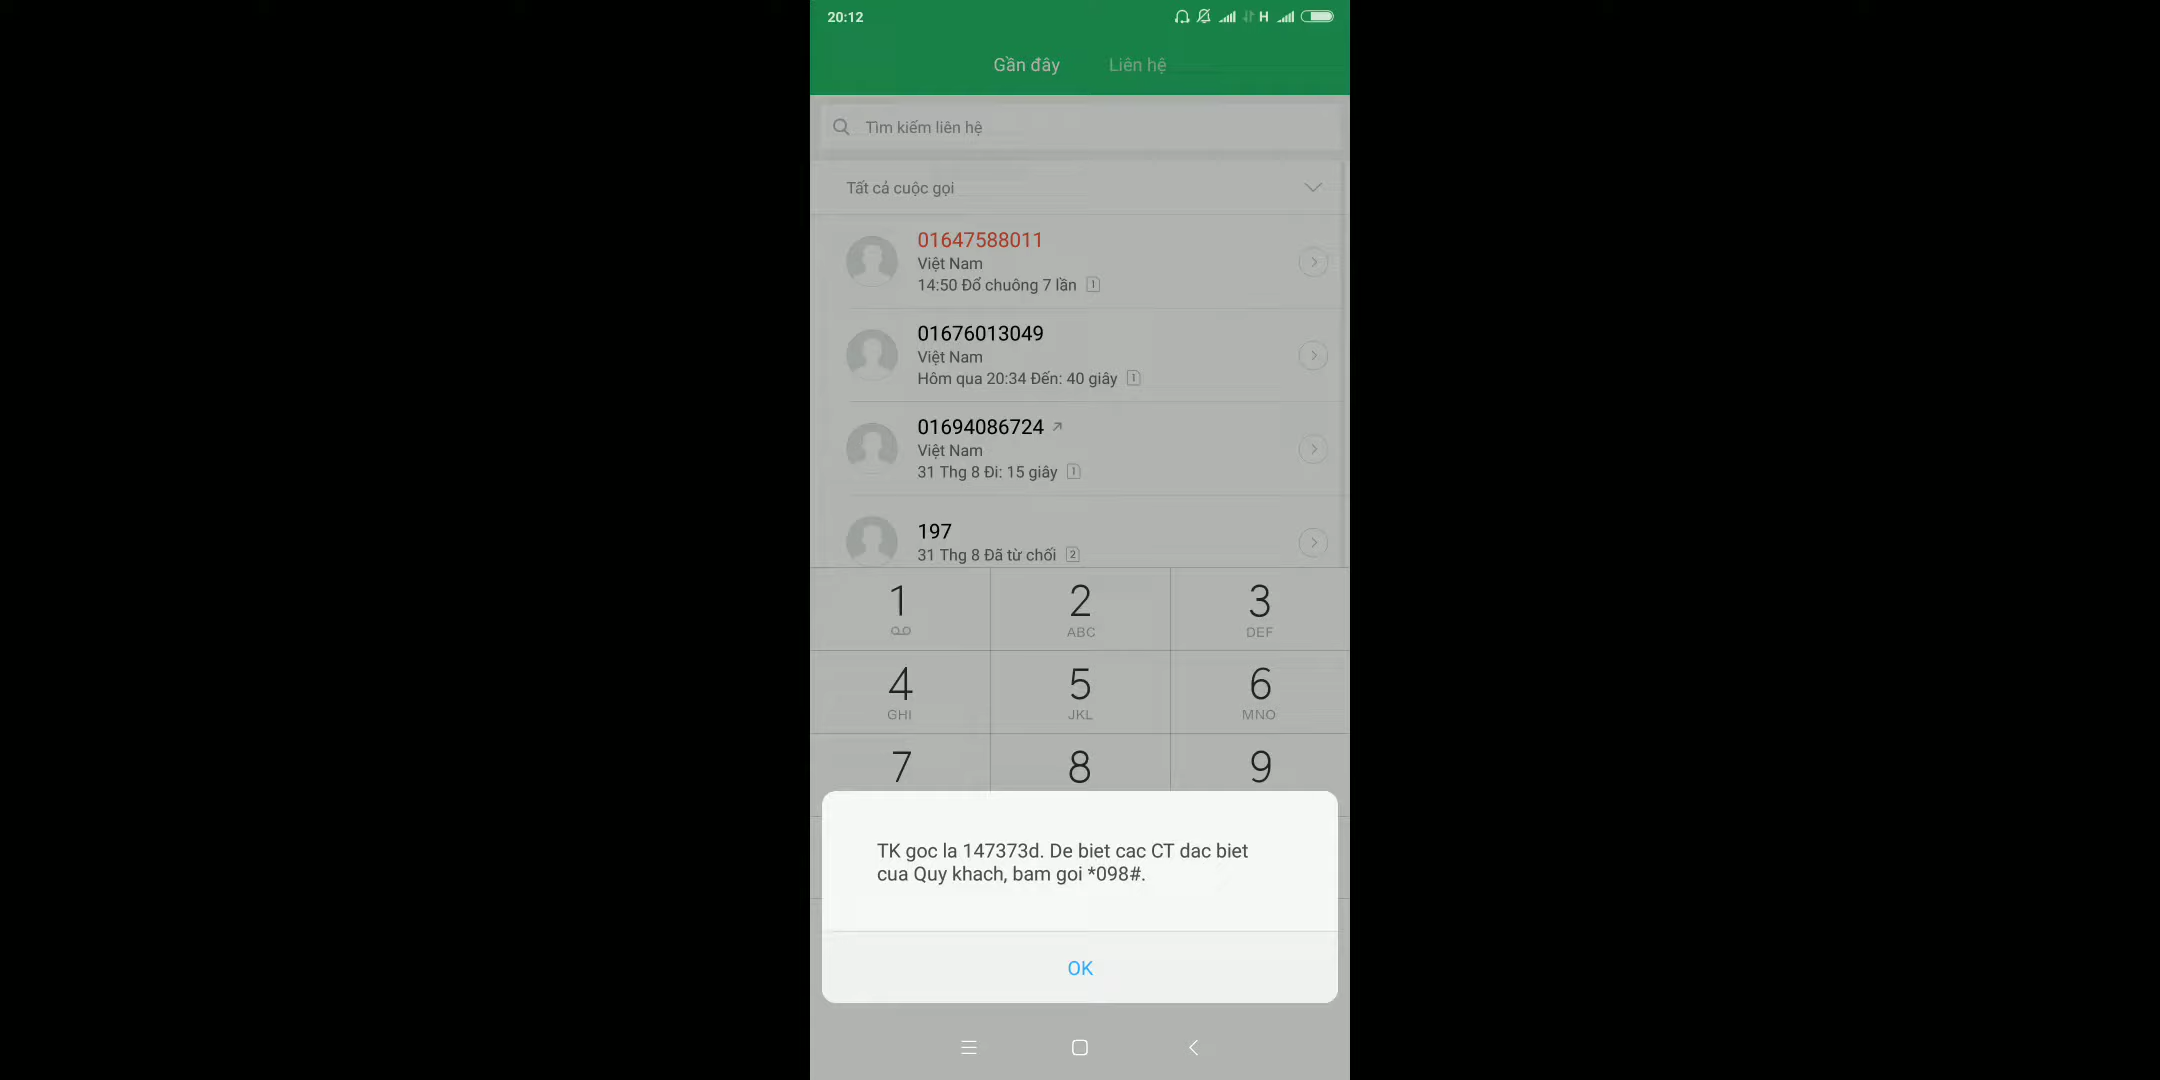 20:12
H
Gần đây
Liên hệ
Tìm kiếm liên hệ
Tất cả cuộc gọi
01647588011
Việt Nam
14:50 Đổ chuông 7 lần 1
01676013049
Việt Nam
Hôm qua 20:34 Đến: 40 giây 1
01694086724
Việt Nam
31 Thg 8 Đi: 15 giây 1
197
31 Thg 8 Đã từ chối 2
1 2 3
ABC DEF
4 5 6
GHI JKL MNO
7 8 9
TK goc la 147373d. De biet cac CT dac biet
cua Quy khach, bam goi *098#.
OK